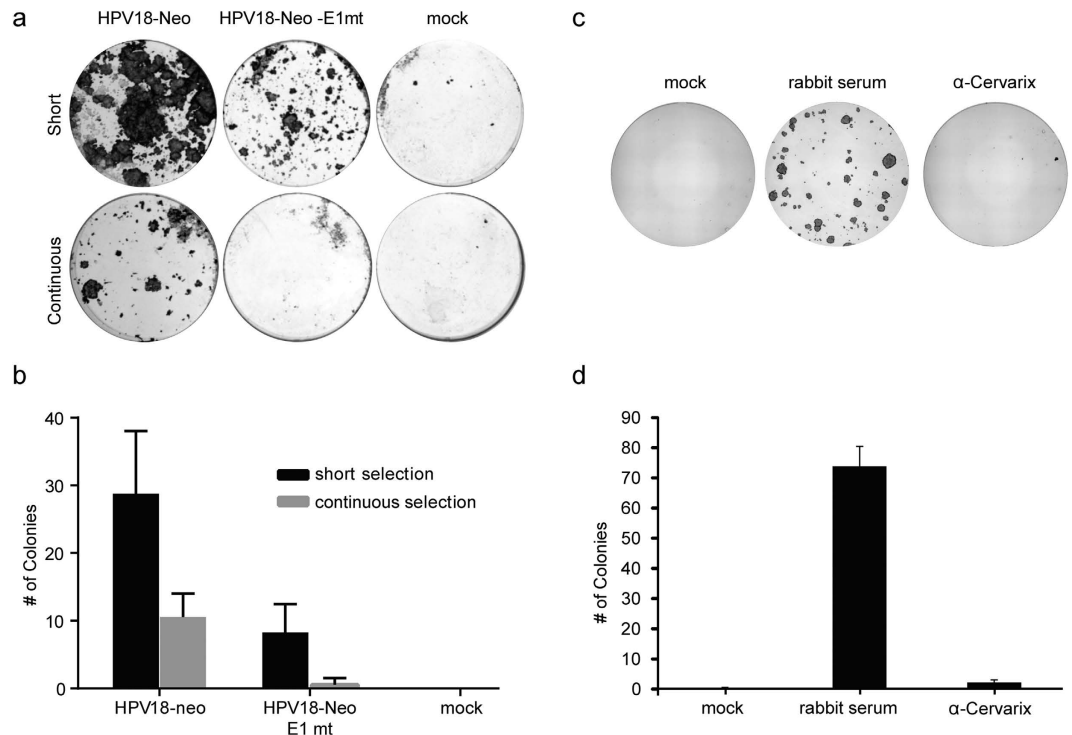 a
HPV18-Neo HPV18-Neo -E1mt mock
Short
Continuous
b
# of Colonies
40
30
20
10
0
short selection
continuous selection
HPV18-neo HPV18-Neo mock
E1 mt
c
mock rabbit serum α-Cervarix
d
# of Colonies
90
80
70
60
50
40
30
20
10
0
mock rabbit serum α-Cervarix